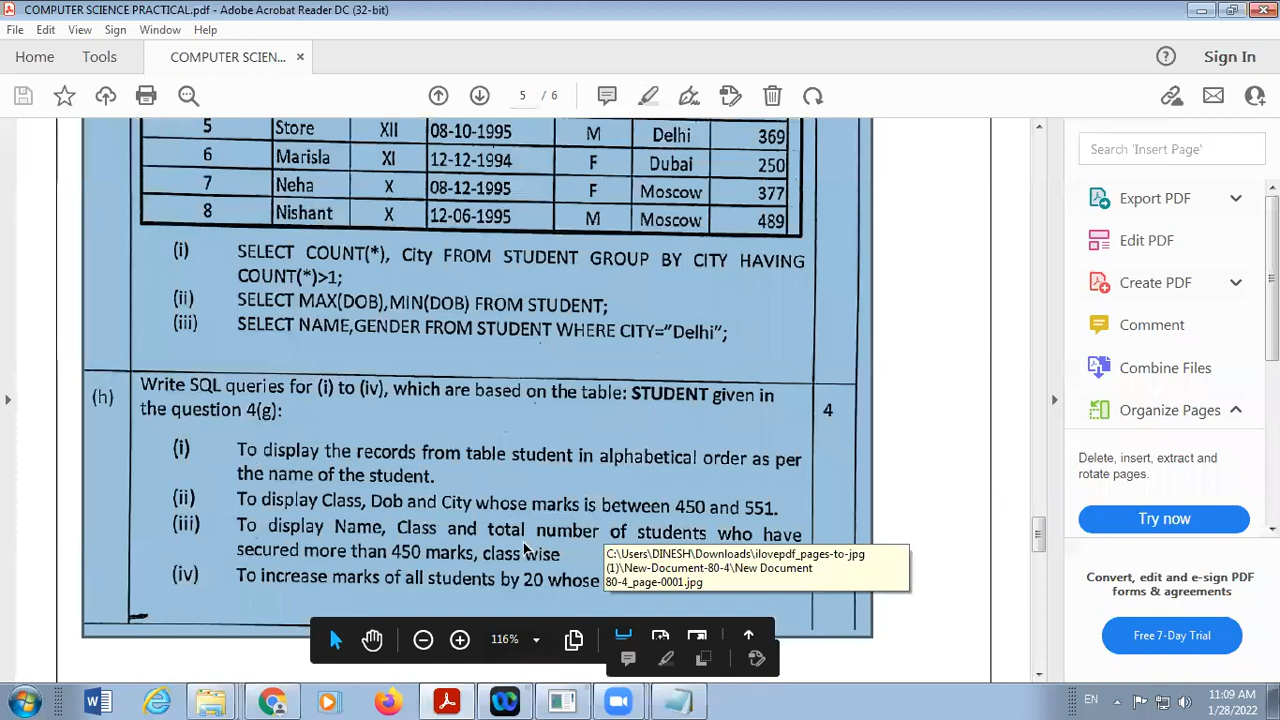 COMPUTER SCIENCE PRACTICAL.pdf - Adobe Acrobat Reader DC (32-bit)
File Edit View Sign Window Help
Home Tools COMPUTER SCIEN... × Sign In
5 / 6
5 Store XII 08-10-1995 M Delhi 369
6 Marisla XI 12-12-1994 F Dubai 250
7 Neha X 08-12-1995 F Moscow 377
8 Nishant X 12-06-1995 M Moscow 489
(i) SELECT COUNT(*), City FROM STUDENT GROUP BY CITY HAVING
COUNT(*)>1;
(ii) SELECT MAX(DOB),MIN(DOB) FROM STUDENT;
(iii) SELECT NAME,GENDER FROM STUDENT WHERE CITY="Delhi";
(h) Write SQL queries for (i) to (iv), which are based on the table: STUDENT given in
the question 4(g): 4
(i) To display the records from table student in alphabetical order as per
the name of the student.
(ii) To display Class, Dob and City whose marks is between 450 and 551.
(iii) To display Name, Class and total number of students who have
secured more than 450 marks, class wise
(iv) To increase marks of all students by 20 whose
C:\Users\DINESH\Downloads\ilovepdf_pages-to-jpg
(1)\New-Document-80-4\New Document
80-4_page-0001.jpg
116%
Search 'Insert Page'
Export PDF
Edit PDF
Create PDF
Comment
Combine Files
Organize Pages
Delete, insert, extract and
rotate pages.
Try now
Convert, edit and e-sign PDF
forms & agreements
Free 7-Day Trial
EN 11:09 AM
1/28/2022